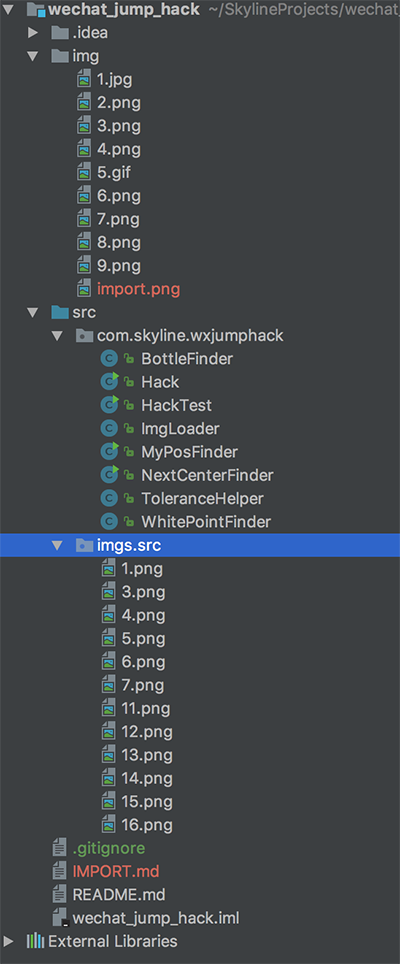 wechat_jump_hack ~/SkylineProjects/wechat_
.idea
img
1.jpg
2.png
3.png
4.png
5.gif
6.png
7.png
8.png
9.png
import.png
src
com.skyline.wxjumphack
BottleFinder
Hack
HackTest
ImgLoader
MyPosFinder
NextCenterFinder
ToleranceHelper
WhitePointFinder
imgs.src
1.png
3.png
4.png
5.png
6.png
7.png
11.png
12.png
13.png
14.png
15.png
16.png
.gitignore
IMPORT.md
README.md
wechat_jump_hack.iml
External Libraries